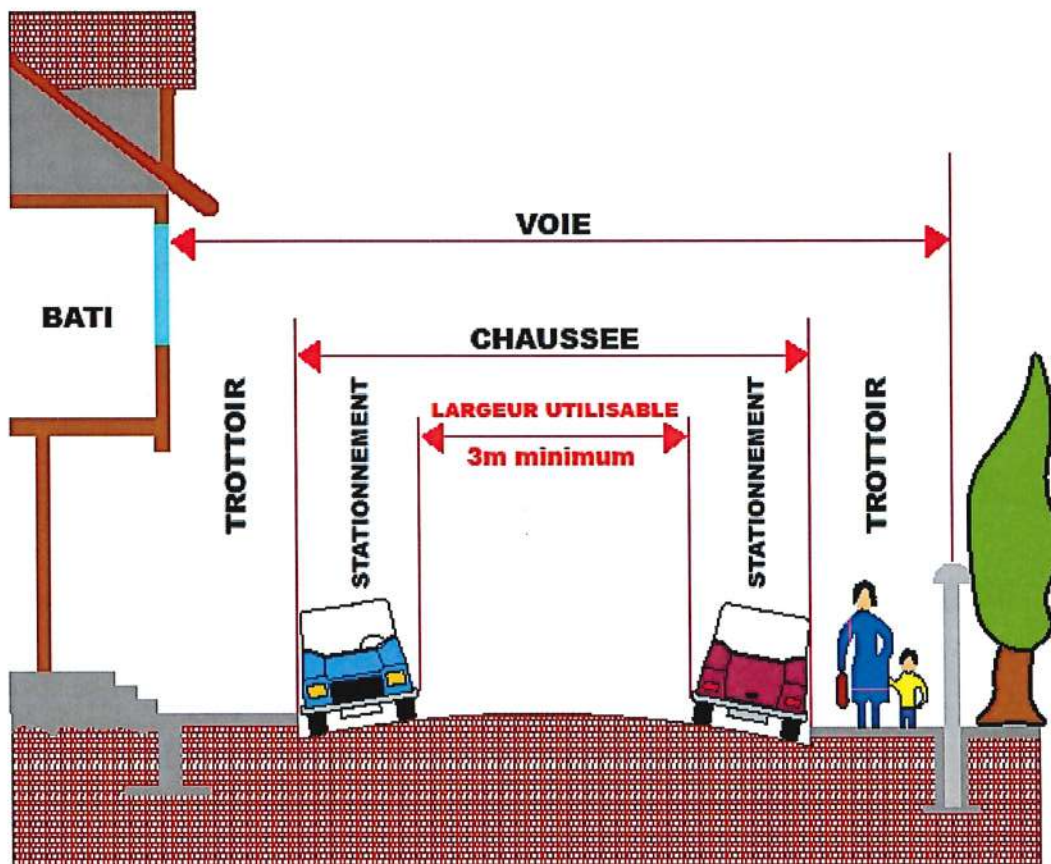 VOIE
BATI
CHAUSSEE
TROTTOIR
STATIONNEMENT
LARGEUR UTILISABLE
3m minimum
STATIONNEMENT
TROTTOIR